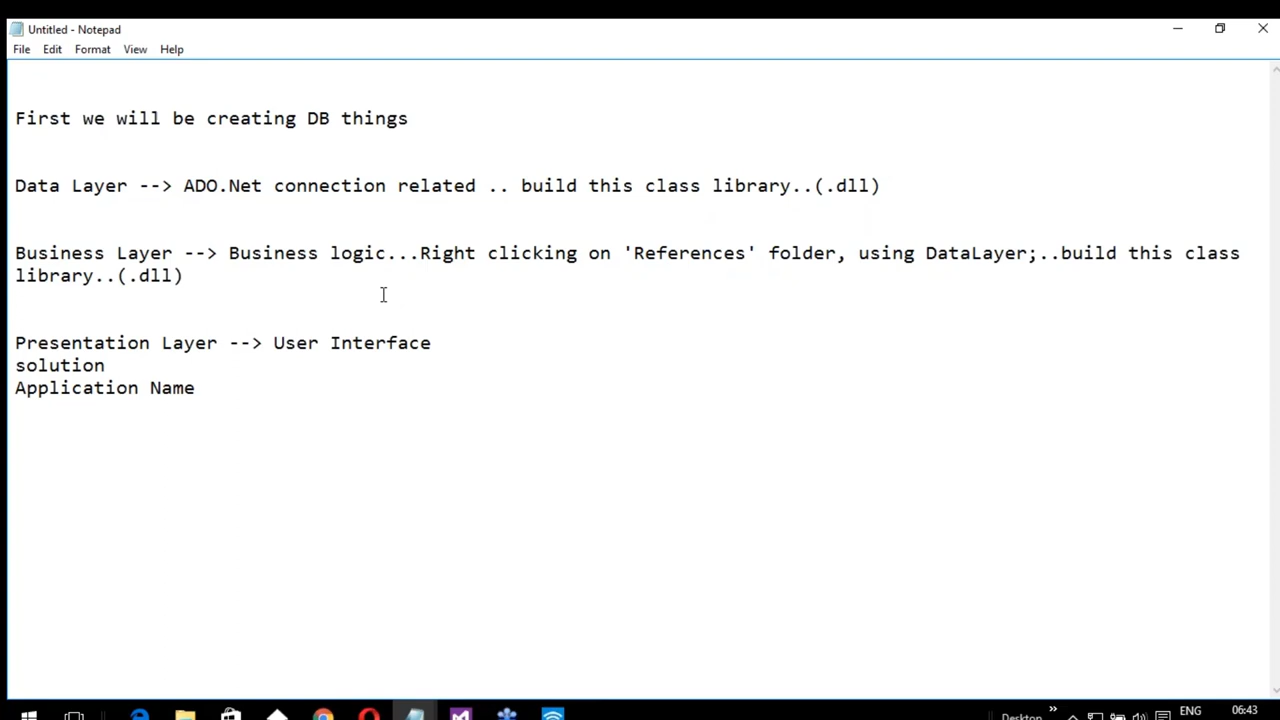 Untitled - Notepad
File Edit Format View Help
First we will be creating DB things
Data Layer --> ADO.Net connection related .. build this class library..(.dll)
Business Layer --> Business logic...Right clicking on 'References' folder, using DataLayer;..build this class
library..(.dll)
Presentation Layer --> User Interface
solution
Application Name
Desktop
ENG
06:43